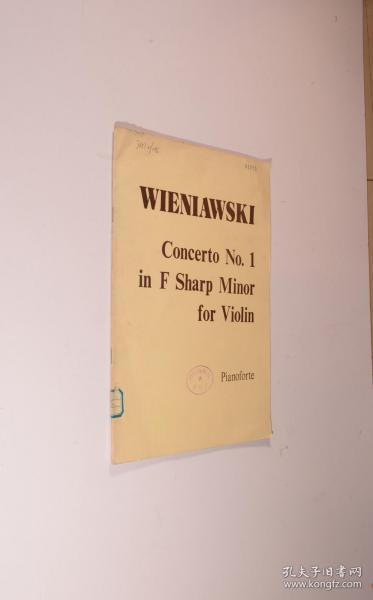 WIENIAWSKI
Concerto No. 1
in F Sharp Minor
for Violin
Pianoforte
孔夫子旧书网
www.kongfz.com